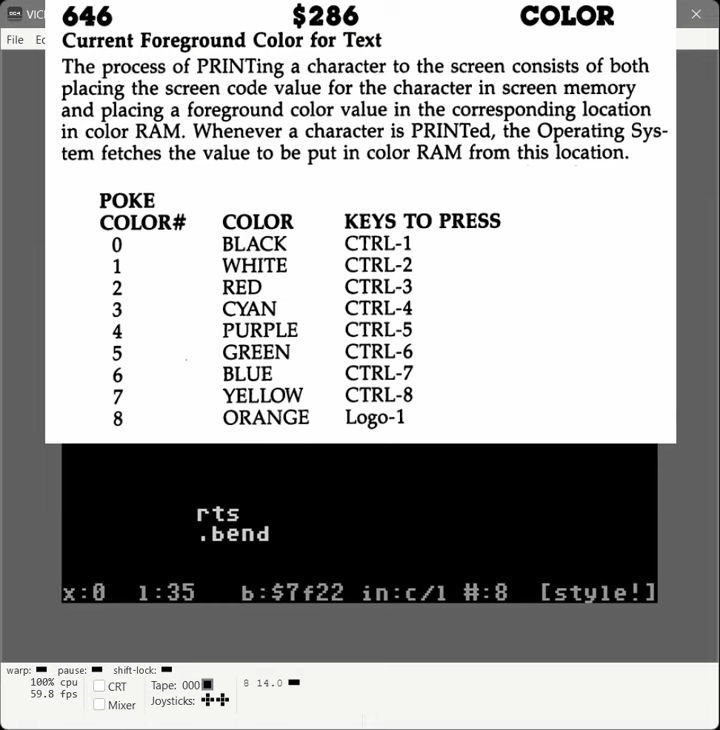 VICE
File Ed
646 $286 COLOR
Current Foreground Color for Text
The process of PRINTing a character to the screen consists of both
placing the screen code value for the character in screen memory
and placing a foreground color value in the corresponding location
in color RAM. Whenever a character is PRINTed, the Operating Sys-
tem fetches the value to be put in color RAM from this location.
POKE
COLOR# COLOR KEYS TO PRESS
0 BLACK CTRL-1
1 WHITE CTRL-2
2 RED CTRL-3
3 CYAN CTRL-4
4 PURPLE CTRL-5
5 GREEN CTRL-6
6 BLUE CTRL-7
7 YELLOW CTRL-8
8 ORANGE Logo-1
rts
.bend
x:0 l:35 b:$7f22 in:c/l #:8 [style!]
warp: pause: shift-lock:
100% cpu
59.8 fps
CRT
Mixer
Tape: 000
Joysticks:
8 14.0